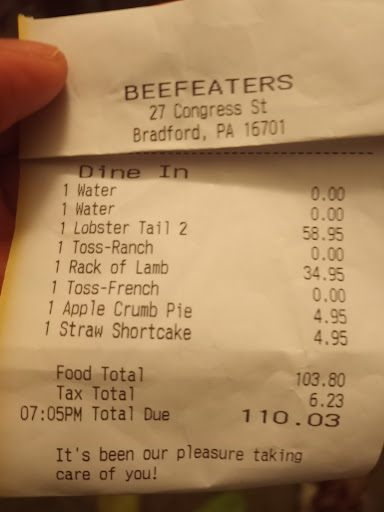 BEEFEATERS
27 Congress St
Bradford, PA 16701
Dine In
1 Water 0.00
1 Water 0.00
1 Lobster Tail 2 58.95
1 Toss-Ranch 0.00
1 Rack of Lamb 34.95
1 Toss-French 0.00
1 Apple Crumb Pie 4.95
1 Straw Shortcake 4.95
Food Total 103.80
Tax Total 6.23
07:05PM Total Due 110.03
It's been our pleasure taking
care of you!